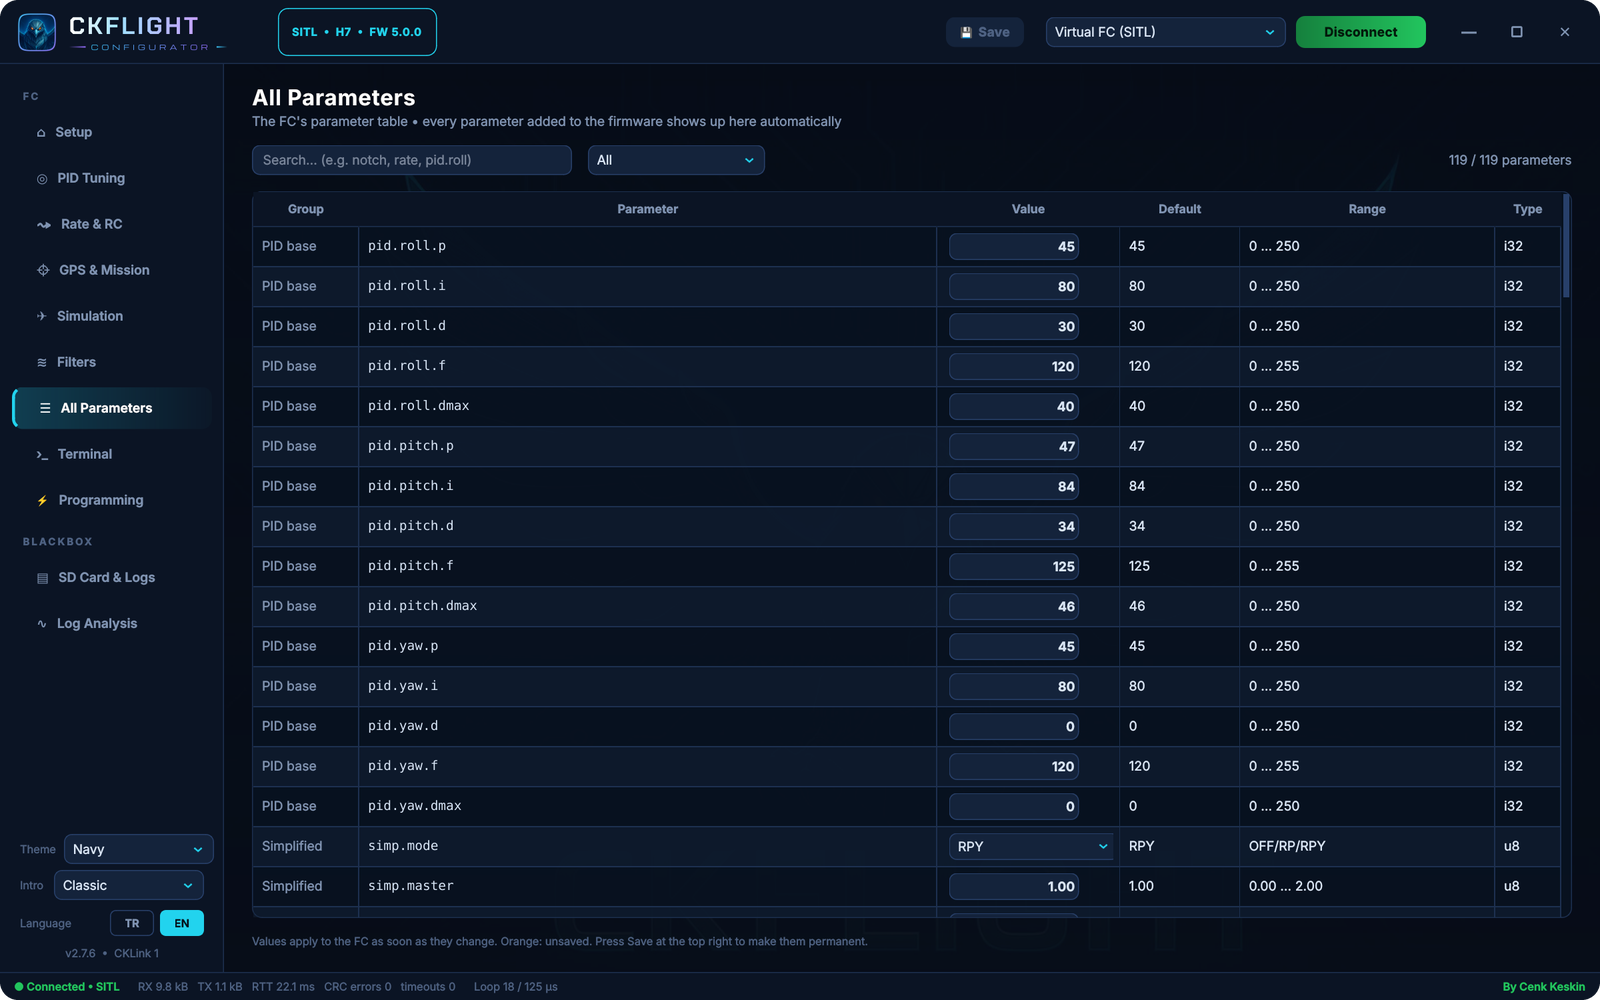 CKFLIGHT
CONFIGURATOR
SITL • H7 • FW 5.0.0
Save
Virtual FC (SITL)
Disconnect
FC
Setup
PID Tuning
Rate & RC
GPS & Mission
Simulation
Filters
All Parameters
Terminal
Programming
BLACKBOX
SD Card & Logs
Log Analysis
Theme Navy
Intro Classic
Language TR EN
v2.7.6 • CKLink 1
All Parameters
The FC's parameter table • every parameter added to the firmware shows up here automatically
Search... (e.g. notch, rate, pid.roll) All 119 / 119 parameters
Group Parameter Value Default Range Type
PID base pid.roll.p 45 45 0 ... 250 i32
PID base pid.roll.i 80 80 0 ... 250 i32
PID base pid.roll.d 30 30 0 ... 250 i32
PID base pid.roll.f 120 120 0 ... 255 i32
PID base pid.roll.dmax 40 40 0 ... 250 i32
PID base pid.pitch.p 47 47 0 ... 250 i32
PID base pid.pitch.i 84 84 0 ... 250 i32
PID base pid.pitch.d 34 34 0 ... 250 i32
PID base pid.pitch.f 125 125 0 ... 255 i32
PID base pid.pitch.dmax 46 46 0 ... 250 i32
PID base pid.yaw.p 45 45 0 ... 250 i32
PID base pid.yaw.i 80 80 0 ... 250 i32
PID base pid.yaw.d 0 0 0 ... 250 i32
PID base pid.yaw.f 120 120 0 ... 255 i32
PID base pid.yaw.dmax 0 0 0 ... 250 i32
Simplified simp.mode RPY RPY OFF/RP/RPY u8
Simplified simp.master 1.00 1.00 0.00 ... 2.00 u8
Values apply to the FC as soon as they change. Orange: unsaved. Press Save at the top right to make them permanent.
Connected • SITL RX 9.8 kB TX 1.1 kB RTT 22.1 ms CRC errors 0 timeouts 0 Loop 18 / 125 µs
By Cenk Keskin